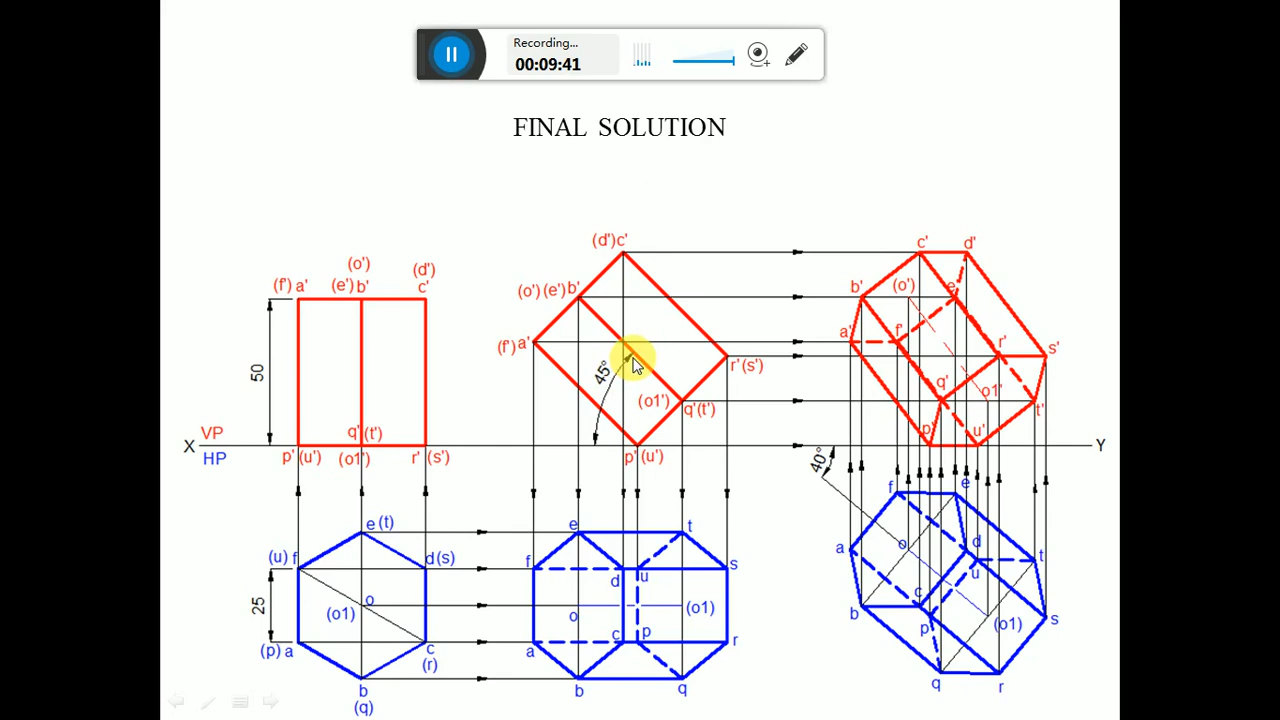 Recording...
00:09:41
FINAL SOLUTION
(d')c'
c' d'
(o')
(d')
(f') a' (e') b' c'
(o') (e') b'
b' (o') e'
(f') a'
a' f'
r' s'
r'(s')
50
45°
(o1')
q'(t')
q' o1' t'
VP
q' (t')
p' u'
X
Y
HP
p' (u') (o1') r' (s')
p' (u')
40°
f e
e (t)
e t
(u) f d(s)
f d u s
a o d u t
25
(o1) o
o (o1)
b c p (o1) s
(p) a c
(r)
a c p r
b
(q)
b q
q r